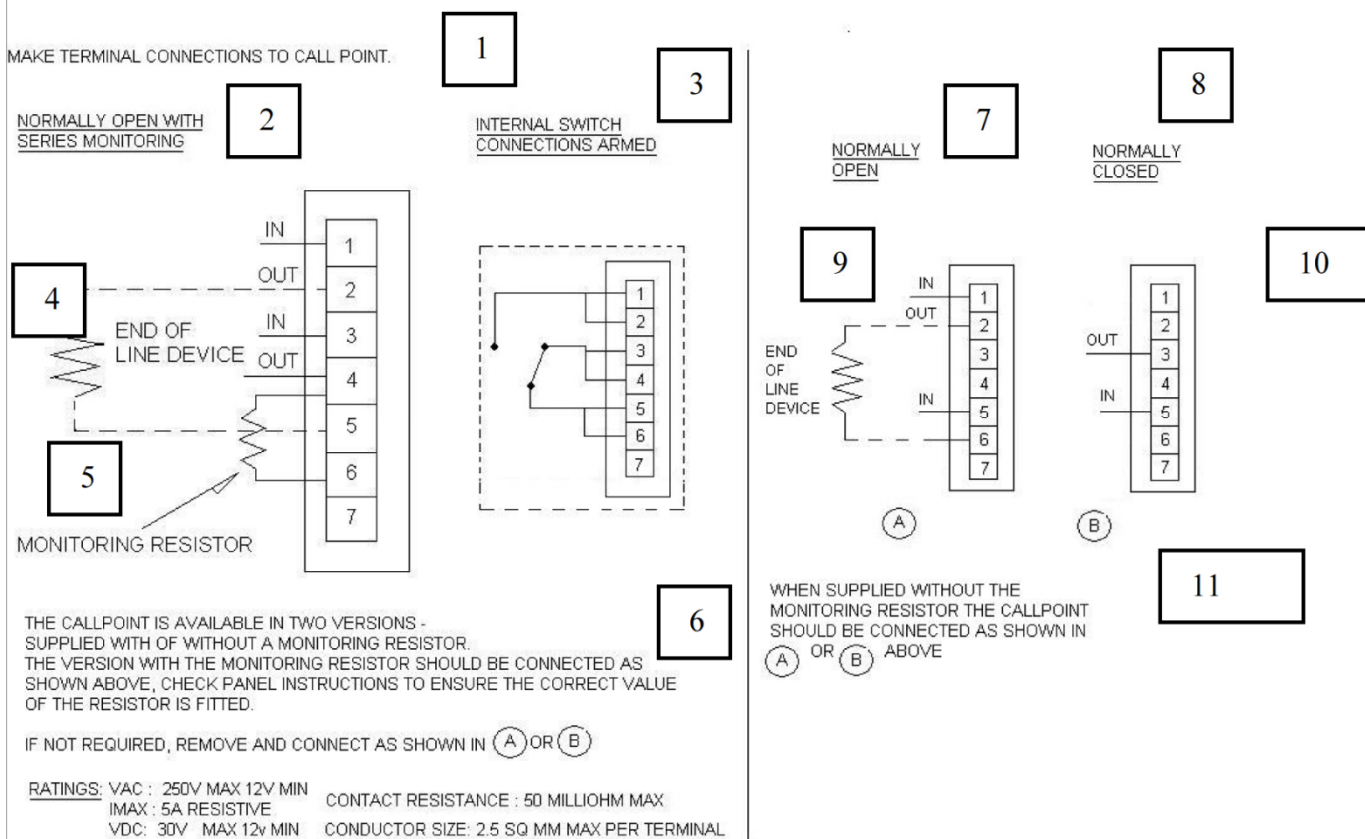 1
MAKE TERMINAL CONNECTIONS TO CALL POINT.
2
NORMALLY OPEN WITH
SERIES MONITORING
3
INTERNAL SWITCH
CONNECTIONS ARMED
IN
OUT
IN
OUT
4
END OF
LINE DEVICE
5
MONITORING RESISTOR
1
2
3
4
5
6
7
1
2
3
4
5
6
7
6
THE CALLPOINT IS AVAILABLE IN TWO VERSIONS -
SUPPLIED WITH OF WITHOUT A MONITORING RESISTOR.
THE VERSION WITH THE MONITORING RESISTOR SHOULD BE CONNECTED AS
SHOWN ABOVE, CHECK PANEL INSTRUCTIONS TO ENSURE THE CORRECT VALUE
OF THE RESISTOR IS FITTED.
IF NOT REQUIRED, REMOVE AND CONNECT AS SHOWN IN A OR B
RATINGS: VAC : 250V MAX 12V MIN
IMAX : 5A RESISTIVE
VDC: 30V MAX 12v MIN
CONTACT RESISTANCE : 50 MILLIOHM MAX
CONDUCTOR SIZE: 2.5 SQ MM MAX PER TERMINAL
7
NORMALLY
OPEN
8
NORMALLY
CLOSED
9
IN
OUT
END
OF
LINE
DEVICE
IN
1
2
3
4
5
6
7
A
10
OUT
IN
1
2
3
4
5
6
7
B
11
WHEN SUPPLIED WITHOUT THE
MONITORING RESISTOR THE CALLPOINT
SHOULD BE CONNECTED AS SHOWN IN
A OR B ABOVE